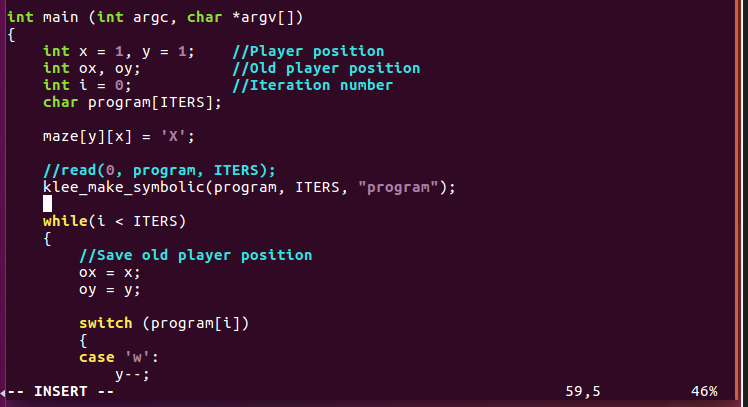 int main (int argc, char *argv[])
{
    int x = 1, y = 1;    //Player position
    int ox, oy;          //Old player position
    int i = 0;           //Iteration number
    char program[ITERS];

    maze[y][x] = 'X';

    //read(0, program, ITERS);
    klee_make_symbolic(program, ITERS, "program");

    while(i < ITERS)
    {
        //Save old player position
        ox = x;
        oy = y;

        switch (program[i])
        {
        case 'w':
            y--;
-- INSERT --                                                  59,5          46%